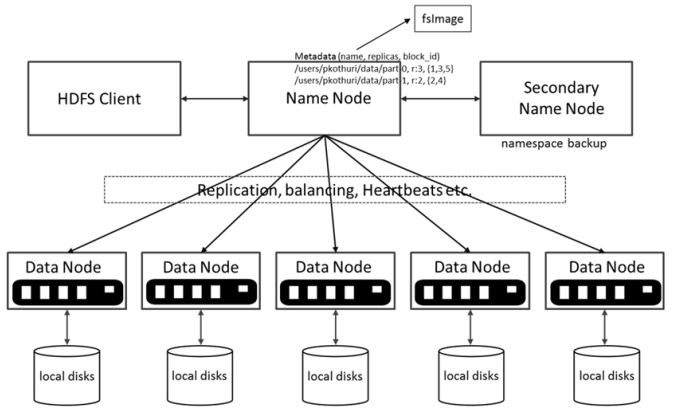 fsImage
Metadata (name, replicas, block_id)
/users/pkothuri/data/part-0, r:3, {1,3,5}
/users/pkothuri/data/part-1, r:2, {2,4}
HDFS Client
Name Node
Secondary
Name Node
namespace backup
Replication, balancing, Heartbeats etc.
Data Node
Data Node
Data Node
Data Node
Data Node
local disks
local disks
local disks
local disks
local disks